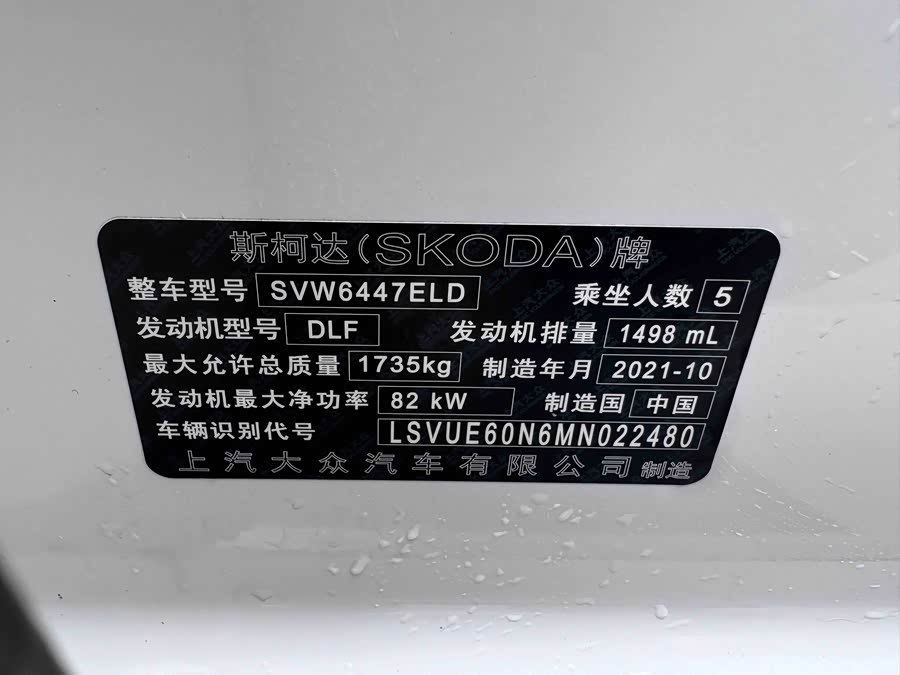 斯柯达(SKODA)牌
整车型号 SVW6447ELD 乘坐人数 5
发动机型号 DLF 发动机排量 1498 mL
最大允许总质量 1735kg 制造年月 2021-10
发动机最大净功率 82 kW 制造国 中国
车辆识别代号 LSVUE60N6MN022480
上汽大众汽车有限公司 制造